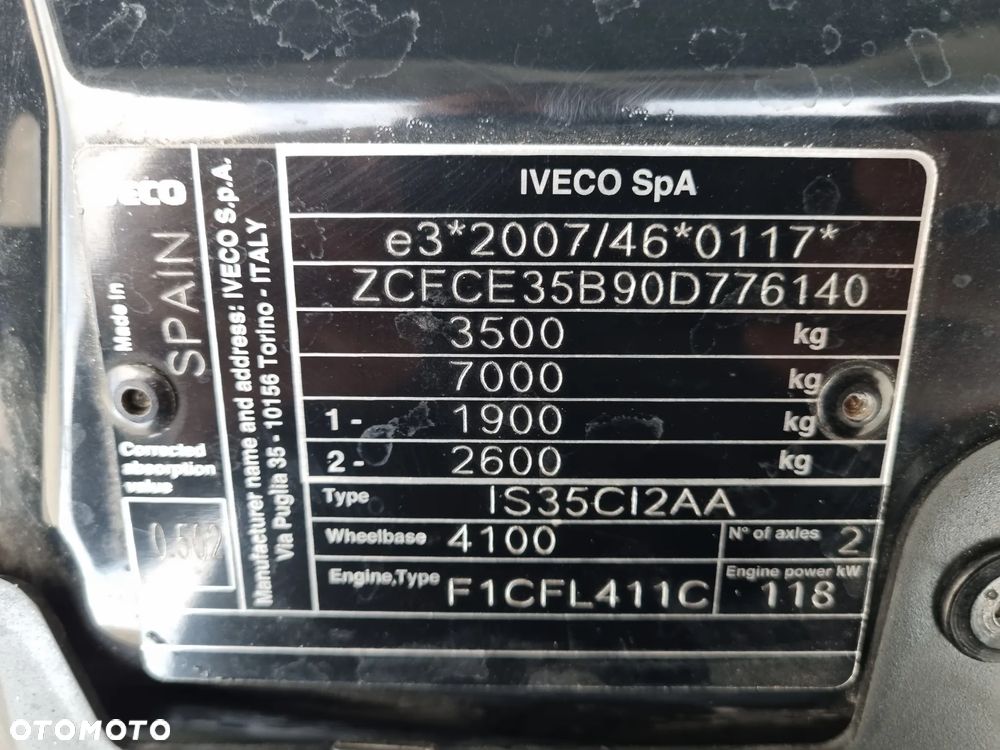 IVECO
Made in
SPAIN
Corrected
absorption
value
0.502
Manufacturer name and address: IVECO S.p.A.
Via Puglia 35 - 10156 Torino - ITALY
IVECO SpA
e3*2007/46*0117*
ZCFCE35B90D776140
3500 kg
7000 kg
1 - 1900 kg
2 - 2600 kg
Type IS35CI2AA
Wheelbase 4100 N° of axles 2
Engine,Type F1CFL411C Engine power kW 118
OTOMOTO